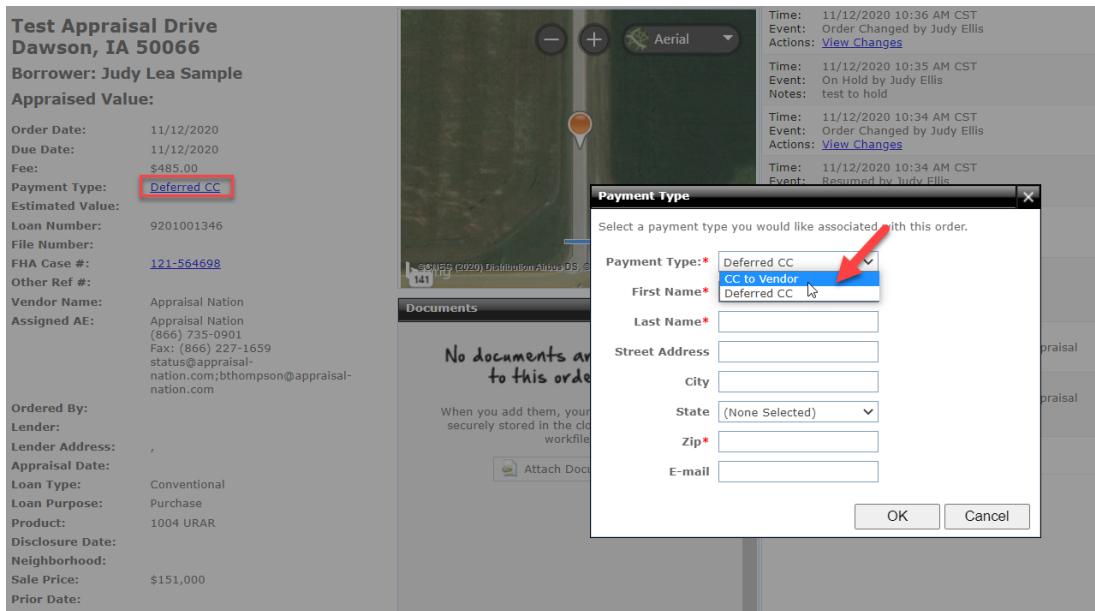 Test Appraisal Drive
Dawson, IA 50066
Borrower: Judy Lea Sample
Appraised Value:
Order Date: 11/12/2020
Due Date: 11/12/2020
Fee: $485.00
Payment Type: Deferred CC
Estimated Value:
Loan Number: 9201001346
File Number:
FHA Case #: 121-564698
Other Ref #:
Vendor Name: Appraisal Nation
Assigned AE: Appraisal Nation
(866) 735-0901
Fax: (866) 227-1659
status@appraisal-
nation.com;bthompson@appraisal-
nation.com
Ordered By:
Lender:
Lender Address: ,
Appraisal Date:
Loan Type: Conventional
Loan Purpose: Purchase
Product: 1004 URAR
Disclosure Date:
Neighborhood:
Sale Price: $151,000
Prior Date:
Aerial
(2020) Distribution Airbus DS,
141
Documents
No documents
to this
When you add them, your
securely stored in the
workfile
Attach
Time: 11/12/2020 10:36 AM CST
Event: Order Changed by Judy Ellis
Actions: View Changes
Time: 11/12/2020 10:35 AM CST
Event: On Hold by Judy Ellis
Notes: test to hold
Time: 11/12/2020 10:34 AM CST
Event: Order Changed by Judy Ellis
Actions: View Changes
Time: 11/12/2020 10:34 AM CST
Event: Resumed by Judy Ellis
praisal
praisal
Payment Type
Select a payment type you would like associated with this order.
Payment Type:* Deferred CC
CC to Vendor
Deferred CC
First Name*
Last Name*
Street Address
City
State (None Selected)
Zip*
E-mail
OK Cancel